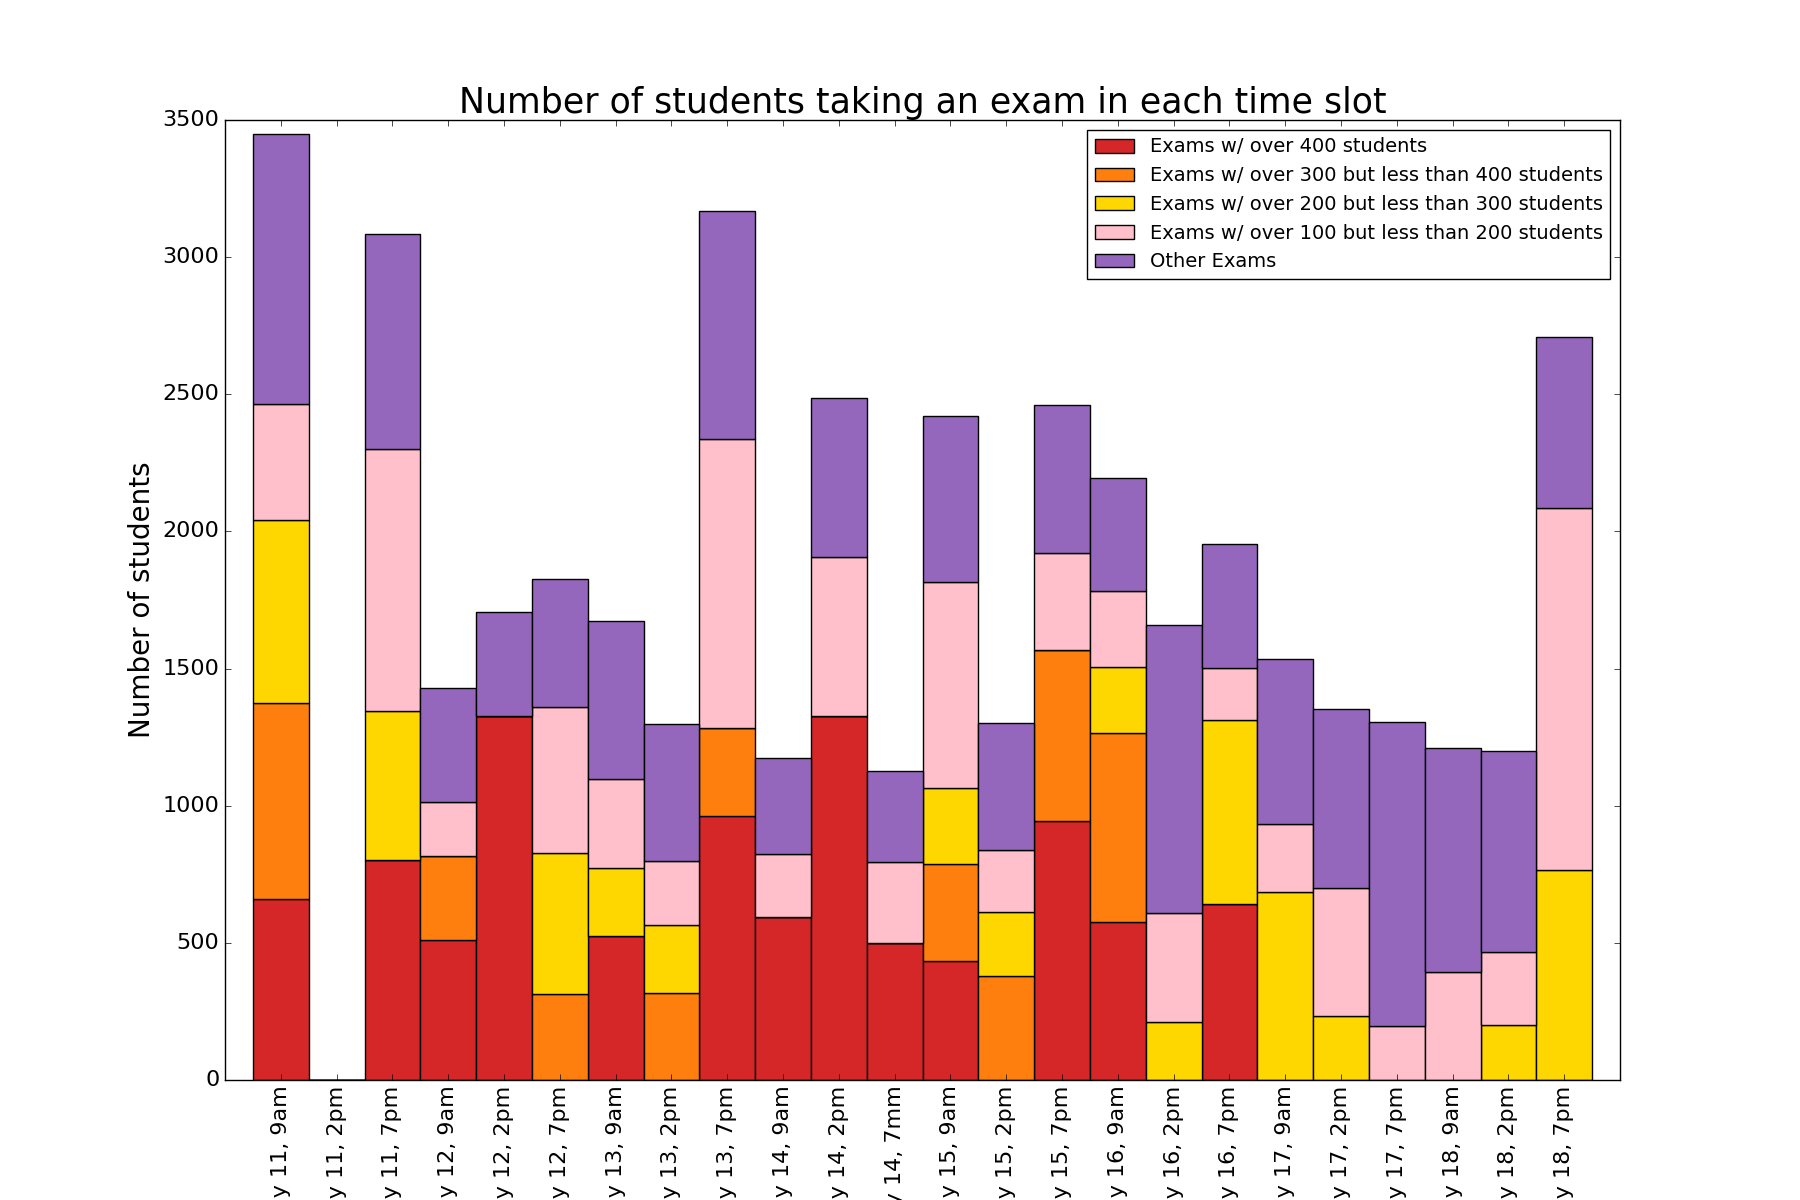 Number of students taking an exam in each time slot
Exams w/ over 400 students
Exams w/ over 300 but less than 400 students
Exams w/ over 200 but less than 300 students
Exams w/ over 100 but less than 200 students
Other Exams
Number of students
3500
3000
2500
2000
1500
1000
500
0
y 11, 9am
y 11, 2pm
y 11, 7pm
y 12, 9am
y 12, 2pm
y 12, 7pm
y 13, 9am
y 13, 2pm
y 13, 7pm
y 14, 9am
y 14, 2pm
y 14, 7mm
y 15, 9am
y 15, 2pm
y 15, 7pm
y 16, 9am
y 16, 2pm
y 16, 7pm
y 17, 9am
y 17, 2pm
y 17, 7pm
y 18, 9am
y 18, 2pm
y 18, 7pm